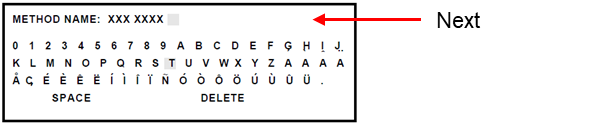 METHOD NAME: XXX XXXX
Next
0 1 2 3 4 5 6 7 8 9 A B C D E F G H I J
K L M N O P Q R S T U V W X Y Z Á À Â Ä
Å Ç É È Ê Ë Í Ì Î Ï Ñ Ó Ò Ô Ö Ú Ù Û Ü .
SPACE DELETE